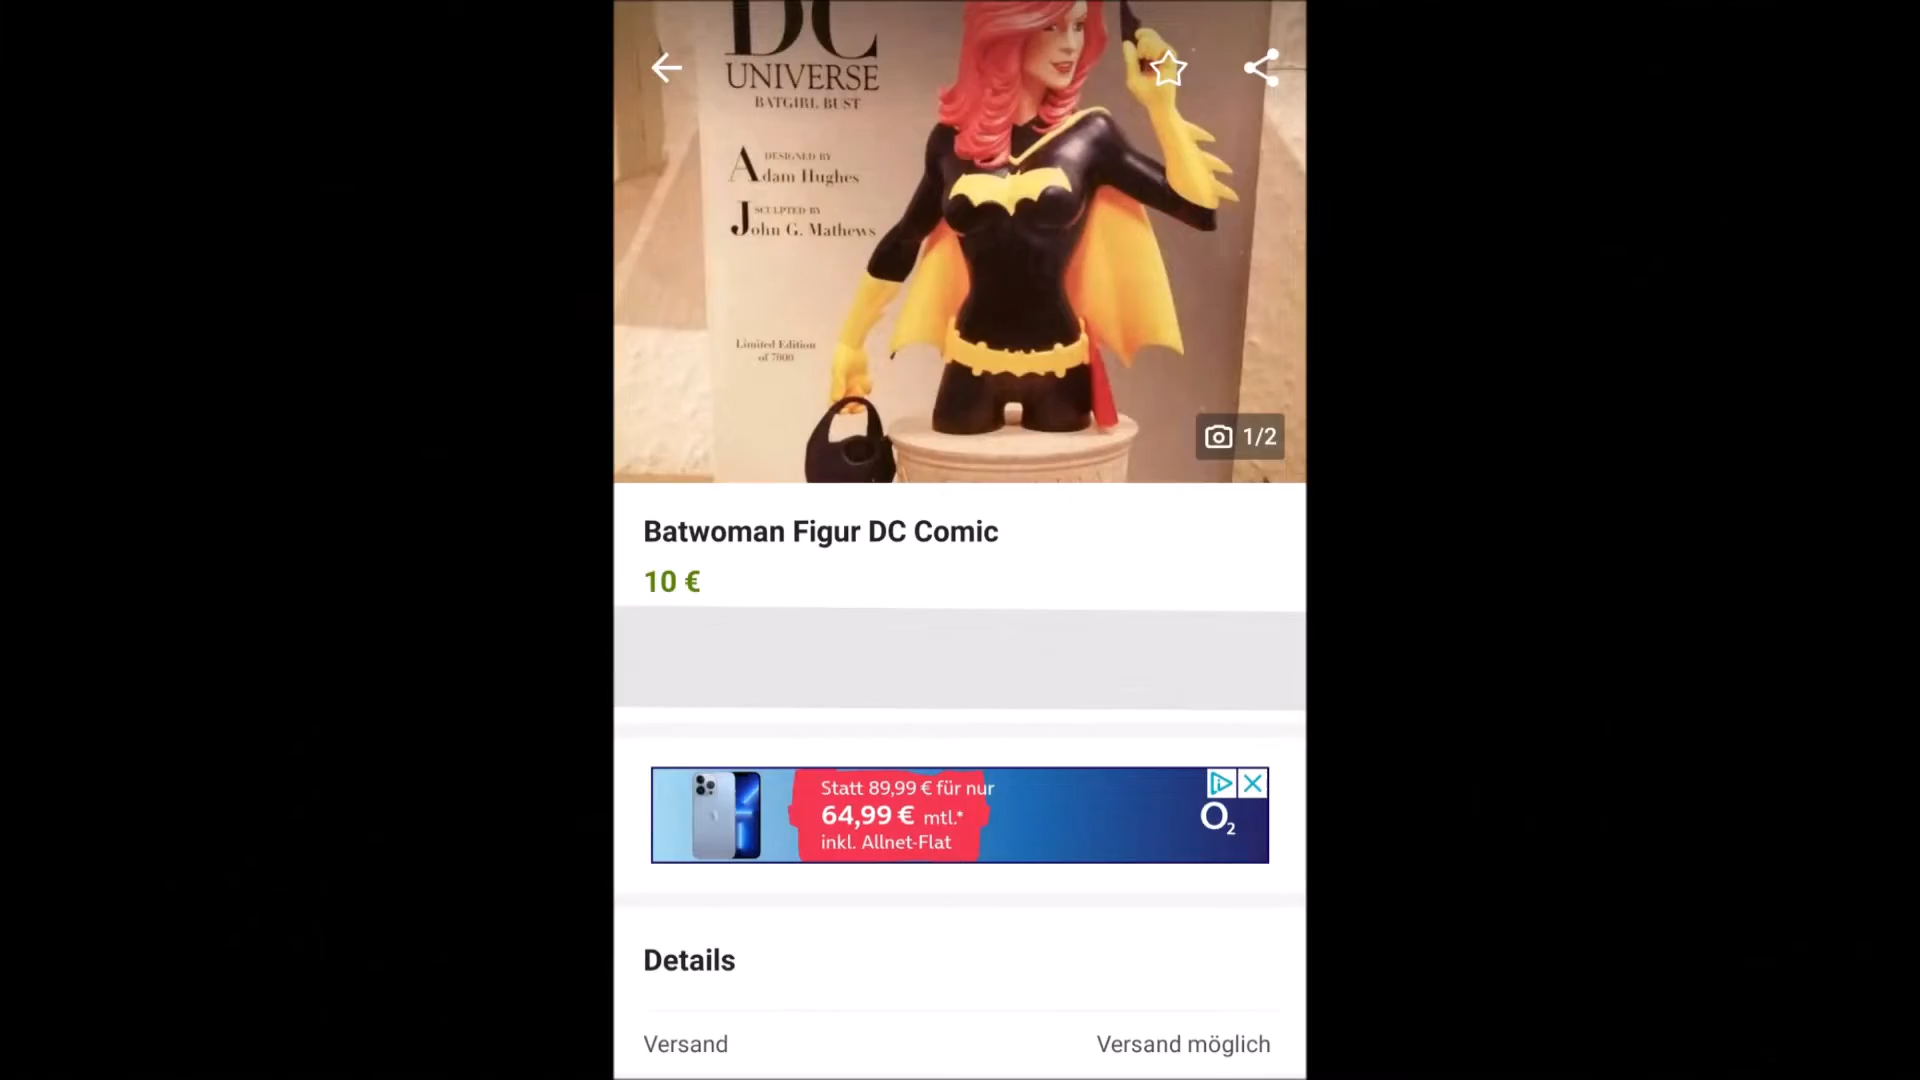 DC
UNIVERSE
BATGIRL BUST
DESIGNED BY
Adam Hughes
SCULPTED BY
John G. Mathews
Limited Edition
of 7000
1/2
Batwoman Figur DC Comic
10 €
Statt 89,99 € für nur
64,99 € mtl.*
inkl. Allnet-Flat
O2
Details
Versand
Versand möglich